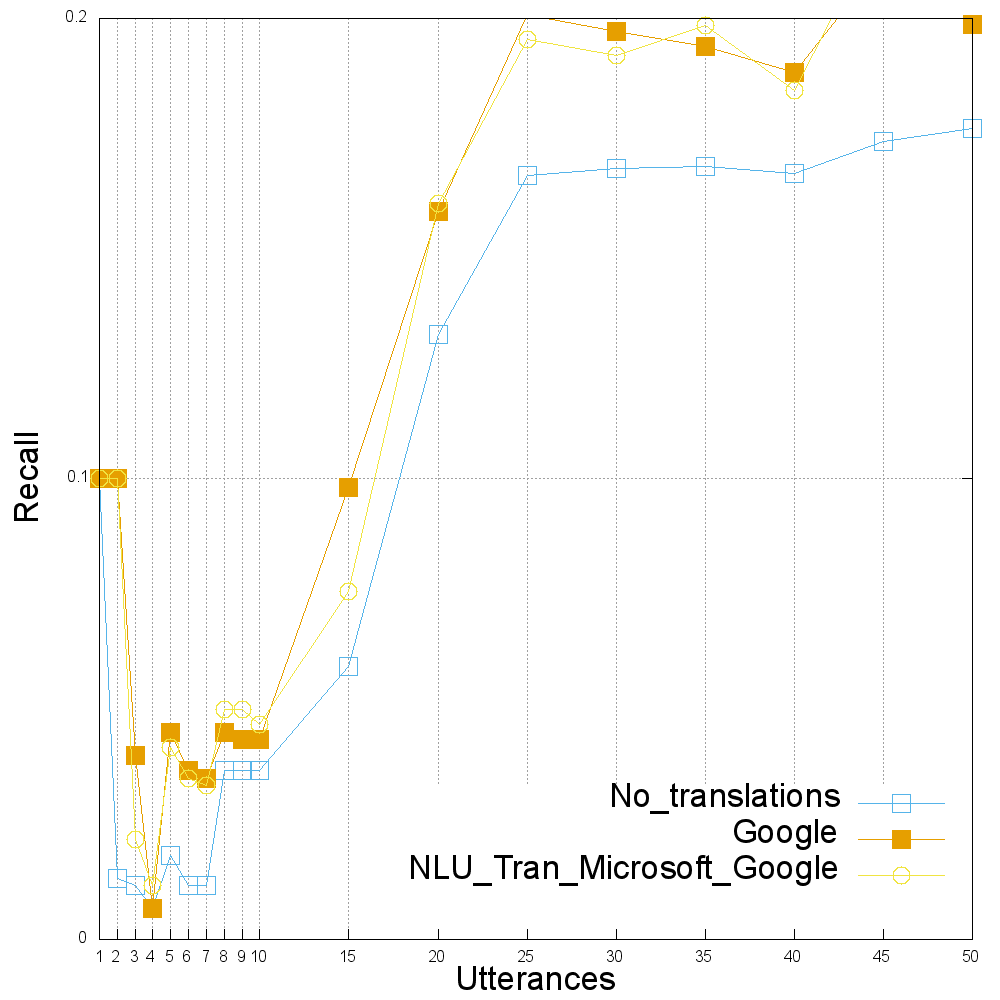 0.2
Recall
0.1
No_translations
Google
NLU_Tran_Microsoft_Google
0
1 2 3 4 5 6 7 8 9 10 15 20 25 30 35 40 45 50
Utterances